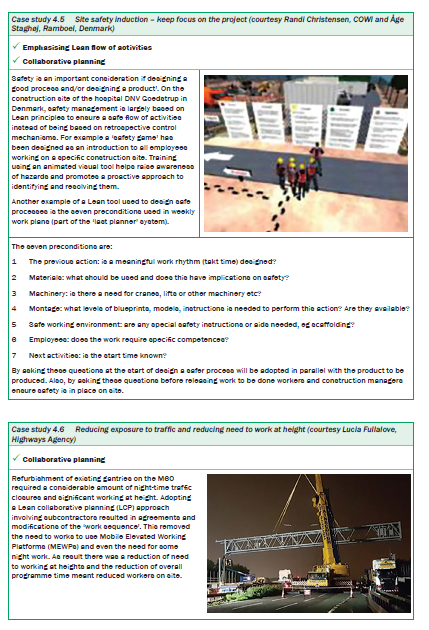 Case study 4.5 Site safety induction – keep focus on the project (courtesy Randi Christensen, COWI and Åge
Staghøj, Ramboel, Denmark)
✓ Emphasising Lean flow of activities
✓ Collaborative planning
Safety is an important consideration if designing a
good process and/or designing a product'. On the
construction site of the hospital DNV Goedstrup in
Denmark, safety management is largely based on
Lean principles to ensure a safe flow of activities
instead of being based on retrospective control
mechanisms. For example a 'safety game' has
been designed as an introduction to all employees
working on a specific construction site. Training
using an animated visual tool helps raise awareness
of hazards and promotes a proactive approach to
identifying and resolving them.
Another example of a Lean tool used to design safe
processes is the seven preconditions used in weekly
work plans (part of the 'last planner' system).
The seven preconditions are:
1 The previous action: is a meaningful work rhythm (takt time) designed?
2 Materials: what should be used and does this have implications on safety?
3 Machinery: is there a need for cranes, lifts or other machinery etc?
4 Montage: what levels of blueprints, models, instructions is needed to perform this action? Are they available?
5 Safe working environment: are any special safety instructions or aids needed, eg scaffolding?
6 Employees: does the work require specific competences?
7 Next activities: is the start time known?
By asking these questions at the start of design a safer process will be adopted in parallel with the product to be
produced. Also, by asking these questions before releasing work to be done workers and construction managers
ensure safety is in place on site.
Case study 4.6 Reducing exposure to traffic and reducing need to work at height (courtesy Lucia Fullalove,
Highways Agency)
✓ Collaborative planning
Refurbishment of existing gantries on the M60
required a considerable amount of night-time traffic
closures and significant working at height. Adopting
a Lean collaborative planning (LCP) approach
involving subcontractors resulted in agreements and
modifications of the 'work sequence'. This removed
the need to works to use Mobile Elevated Working
Platforms (MEWPs) and even the need for some
night work. As result there was a reduction of need
to working at heights and the reduction of overall
programme time meant reduced workers on site.